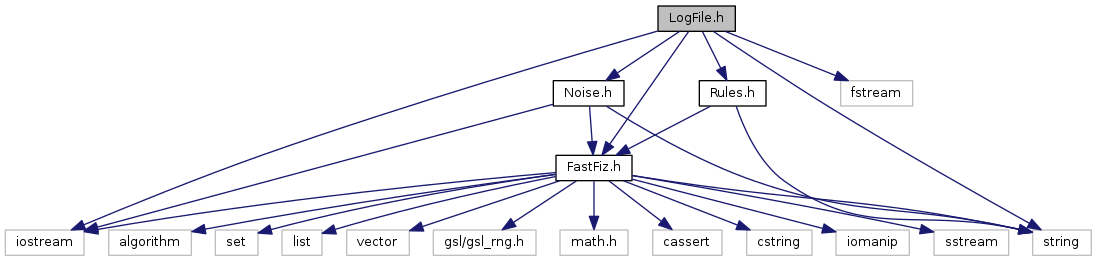 LogFile.h
Noise.h
Rules.h
fstream
FastFiz.h
iostream
algorithm
set
list
vector
gsl/gsl_rng.h
math.h
cassert
cstring
iomanip
sstream
string